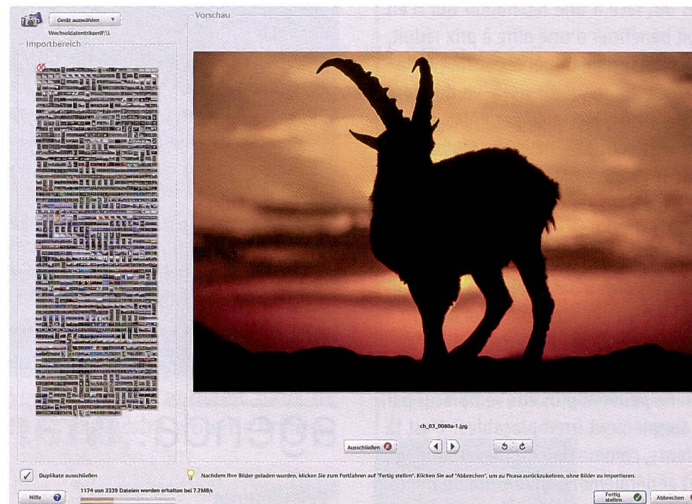 Gerät auswählen
Wechseldatenträger(F:\)
Importbereich
Vorschau
ch_03_0080a-1.jpg
Ausschließen
Duplikate ausschließen
Nachdem Ihre Bilder geladen wurden, klicken Sie zum Fortfahren auf "Fertig stellen". Klicken Sie auf "Abbrechen", um zu Picasa zurückzukehren, ohne Bilder zu importieren.
Hilfe
1174 von 3339 Dateien werden erhalten bei 7.2MB/s
Fertig stellen
Abbrechen